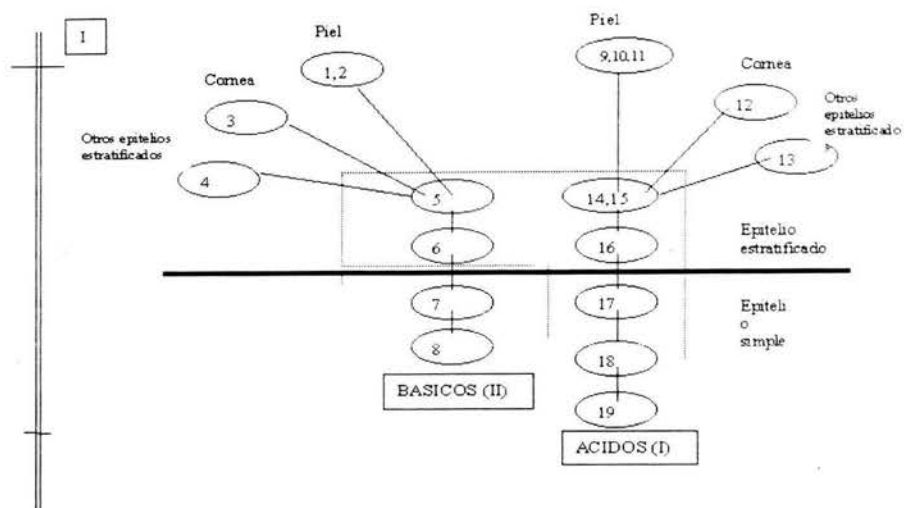 I
Piel
1,2
Cornea
3
Otros epitelios
estratificados
4
5
6
7
8
BASICOS (II)
Piel
9,10,11
Cornea
12
Otros
epitelios
estratificado
s
13
14,15
16
Epitelio
estratificado
17
Epiteli
o
simple
18
19
ACIDOS (I)